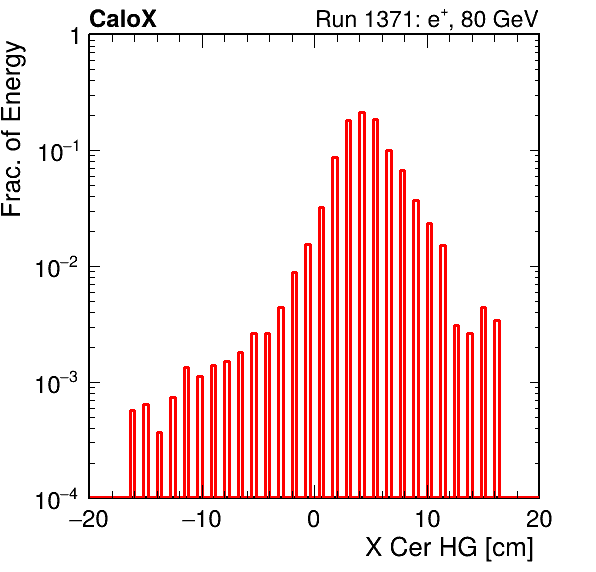 CaloX
Run 1371: e⁺, 80 GeV
Frac. of Energy
1
10⁻¹
10⁻²
10⁻³
10⁻⁴
−20
−10
0
10
20
X Cer HG [cm]